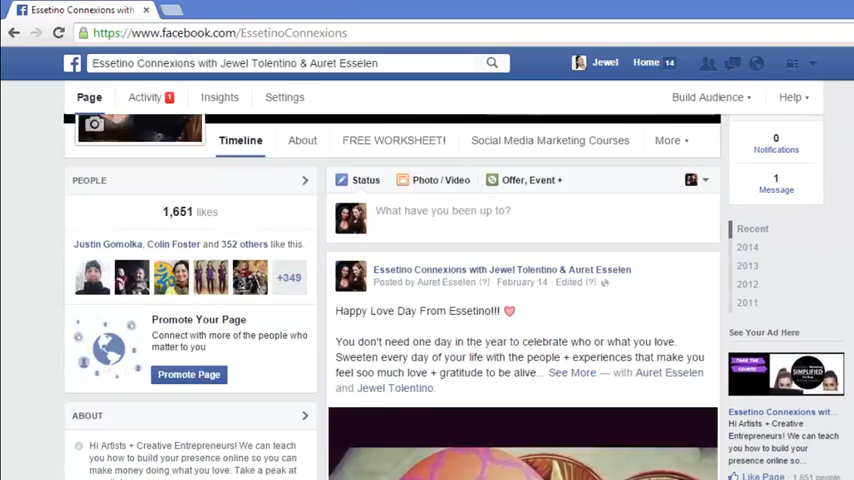 Essetino Connexions with
https://www.facebook.com/EssetinoConnexions
Essetino Connexions with Jewel Tolentino & Auret Esselen
Jewel
Home 14
Page
Activity 1
Insights
Settings
Build Audience
Help
Timeline
About
FREE WORKSHEET!
Social Media Marketing Courses
More
0
Notifications
1
Message
PEOPLE
1,651 likes
Justin Gomolka, Colin Foster and 352 others like this.
+349
Promote Your Page
Connect with more of the people who
matter to you
Promote Page
ABOUT
Hi Artists + Creative Entrepreneurs! We can teach
you how to build your presence online so you can
make money doing what you love. Take a peak at
Status
Photo / Video
Offer, Event +
What have you been up to?
Essetino Connexions with Jewel Tolentino & Auret Esselen
Posted by Auret Esselen [?] · February 14 · Edited [?] ·
Happy Love Day From Essetino!!!
You don't need one day in the year to celebrate who or what you love.
Sweeten every day of your life with the people + experiences that make you
feel soo much love + gratitude to be alive... See More — with Auret Esselen
and Jewel Tolentino.
Recent
2014
2013
2012
2011
See Your Ad Here
TAKE THE
COURSE
SIMPLIFIED
Essetino Connexions wit...
Hi Artists + Creative
Entrepreneurs! We can teach
you how to build your
presence online so...
Like Page · 1,651 people